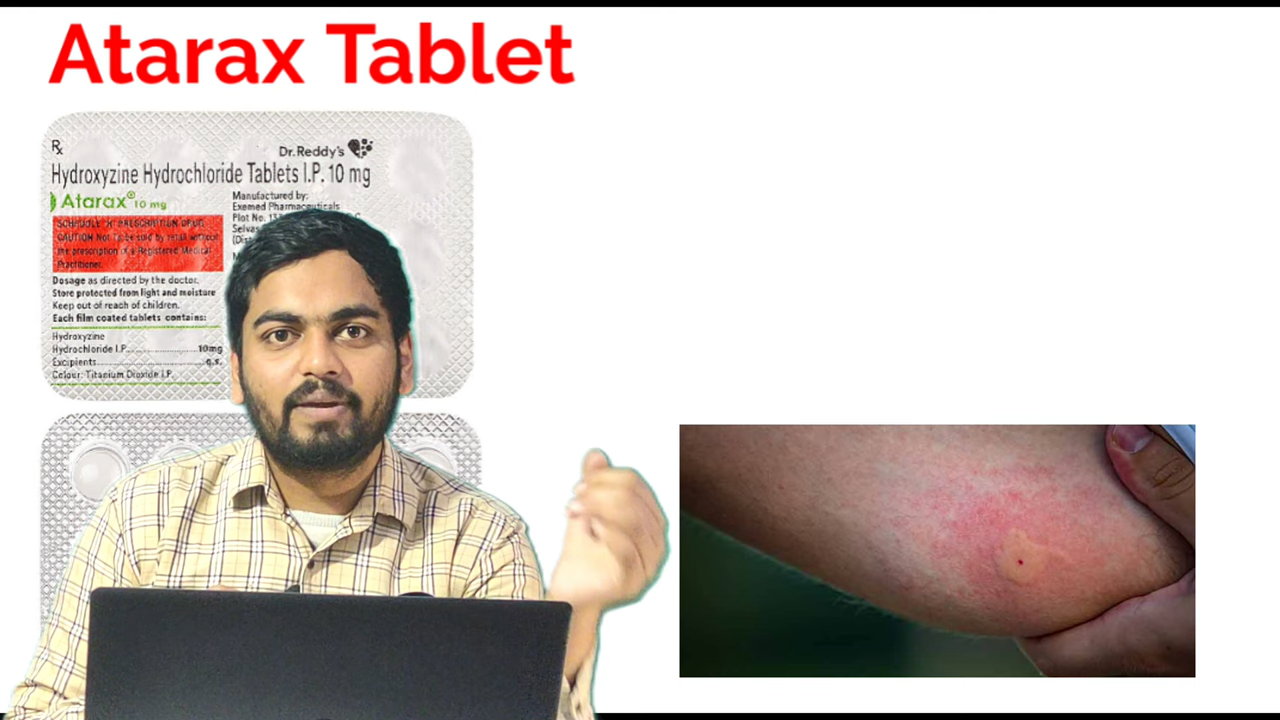 Atarax Tablet
Rx
Dr.Reddy's
Hydroxyzine Hydrochloride Tablets I.P. 10 mg
Atarax® 10 mg
SCHEDULE 'H' PRESCRIPTION DRUG
CAUTION Not To be sold by retail without
the prescription of a Registered Medical
Practitioner.
Dosage as directed by the doctor.
Store protected from light and moisture
Keep out of reach of children.
Each film coated tablets contains:
Hydroxyzine
Hydrochloride I.P. 10mg
Excipients q.s.
Colour: Titanium Dioxide I.P.
Manufactured by:
Exemed Pharmaceuticals
Plot No.